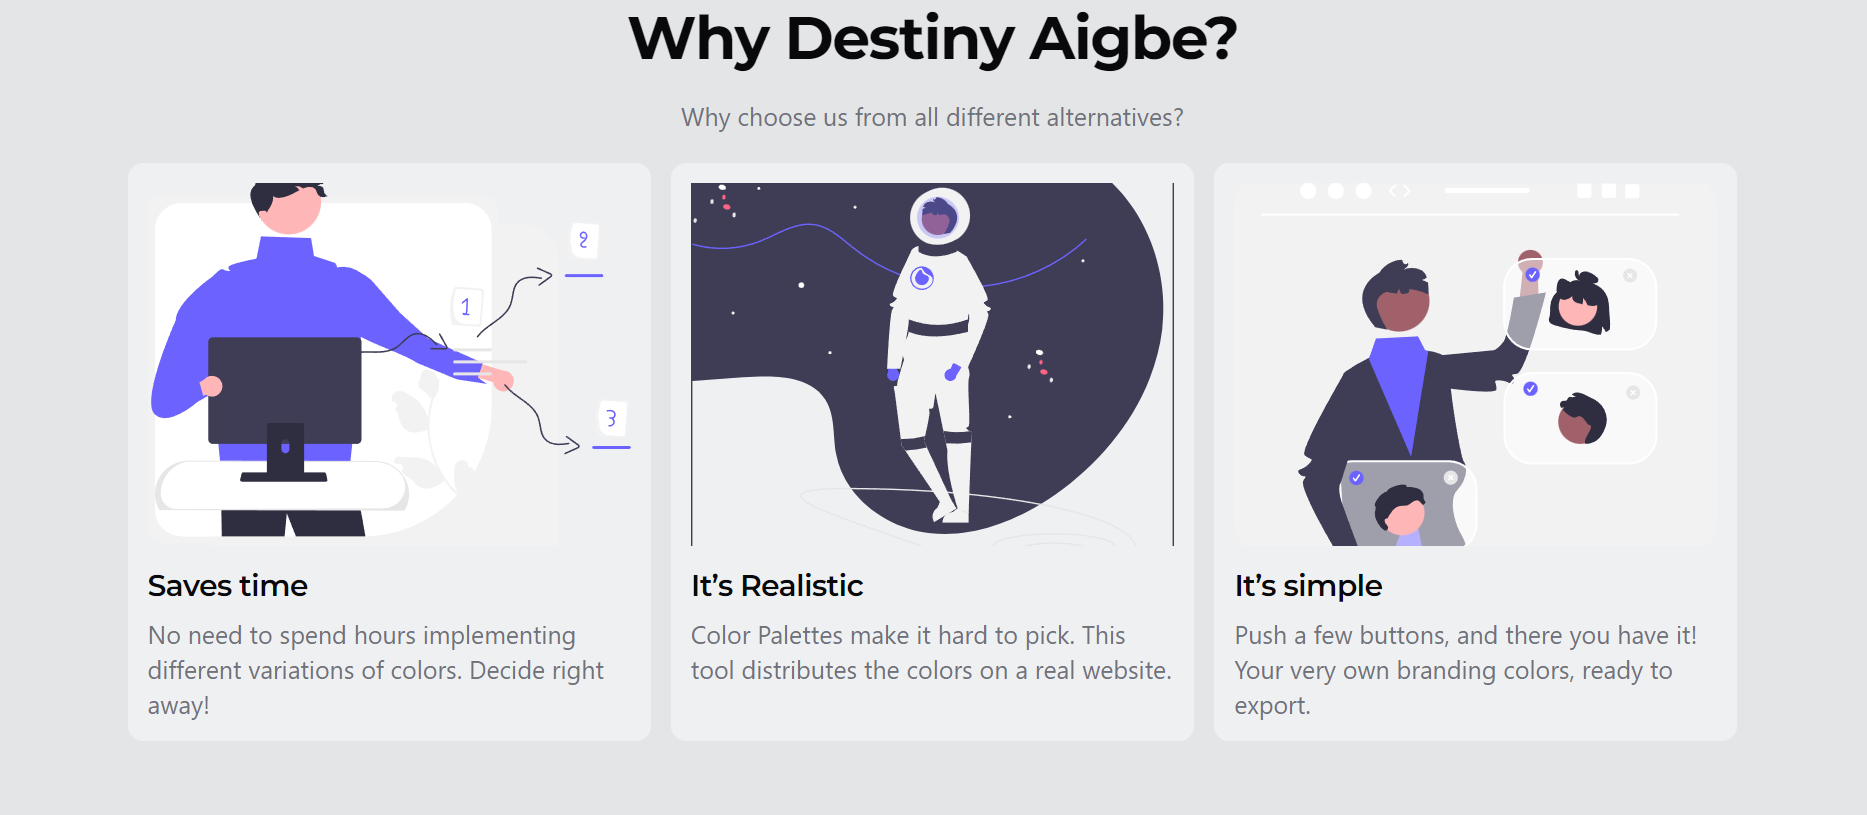 Why Destiny Aigbe?
Why choose us from all different alternatives?
1
2
3
Saves time
No need to spend hours implementing
different variations of colors. Decide right
away!
It’s Realistic
Color Palettes make it hard to pick. This
tool distributes the colors on a real website.
It’s simple
Push a few buttons, and there you have it!
Your very own branding colors, ready to
export.